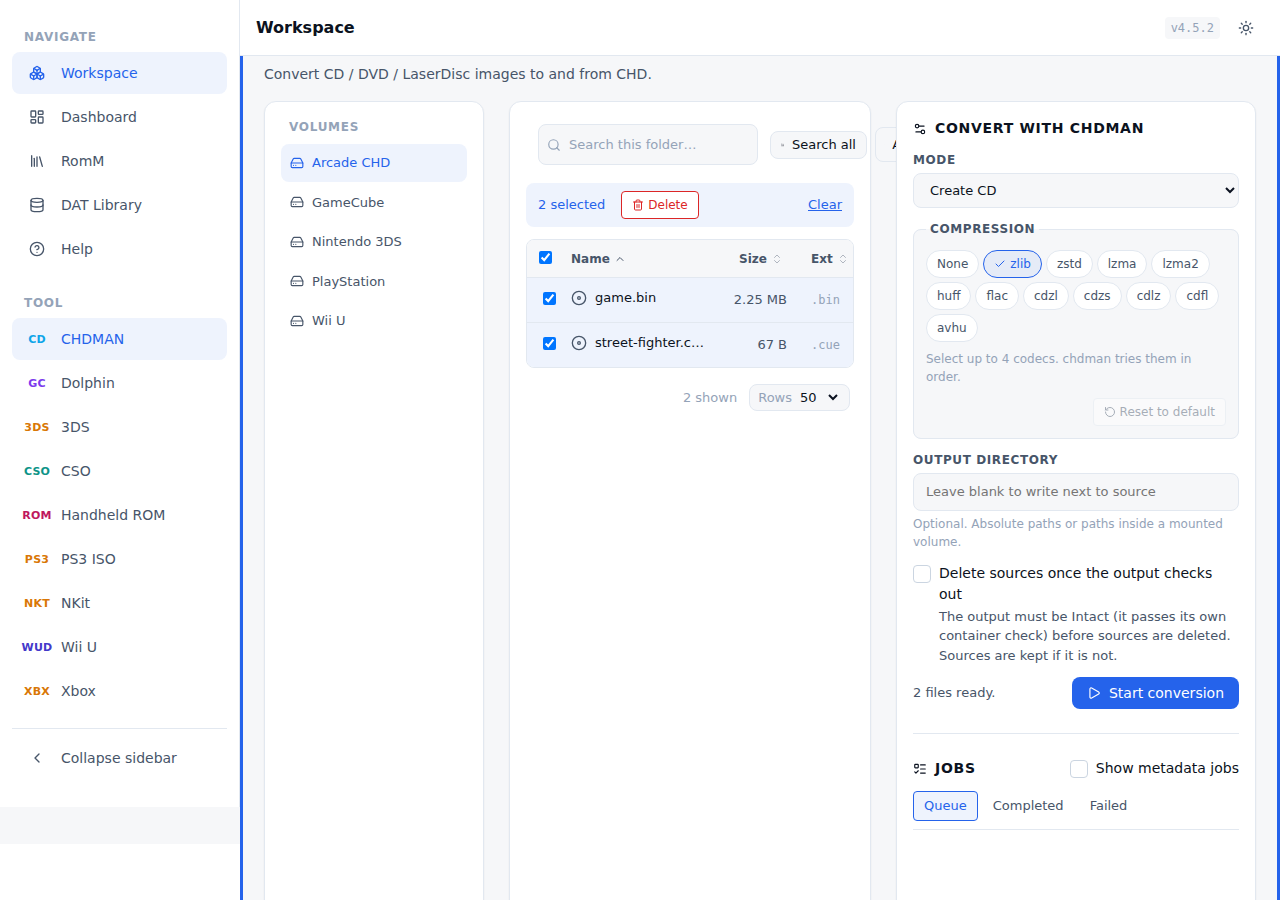 NAVIGATE
Workspace
Dashboard
RomM
DAT Library
Help
TOOL
CD CHDMAN
GC Dolphin
3DS 3DS
CSO CSO
ROM Handheld ROM
PS3 PS3 ISO
NKT NKit
WUD Wii U
XBX Xbox
Collapse sidebar
Workspace
v4.5.2
Convert CD / DVD / LaserDisc images to and from CHD.
VOLUMES
Arcade CHD
GameCube
Nintendo 3DS
PlayStation
Wii U
Search this folder…
Search all
2 selected
Delete
Clear
Name Size Ext
game.bin 2.25 MB .bin
street-fighter.c… 67 B .cue
2 shown
Rows 50
CONVERT WITH CHDMAN
MODE
Create CD
COMPRESSION
None zlib zstd lzma lzma2
huff flac cdzl cdzs cdlz cdfl
avhu
Select up to 4 codecs. chdman tries them in
order.
Reset to default
OUTPUT DIRECTORY
Leave blank to write next to source
Optional. Absolute paths or paths inside a mounted
volume.
Delete sources once the output checks
out
The output must be Intact (it passes its own
container check) before sources are deleted.
Sources are kept if it is not.
2 files ready.
Start conversion
JOBS
Show metadata jobs
Queue Completed Failed